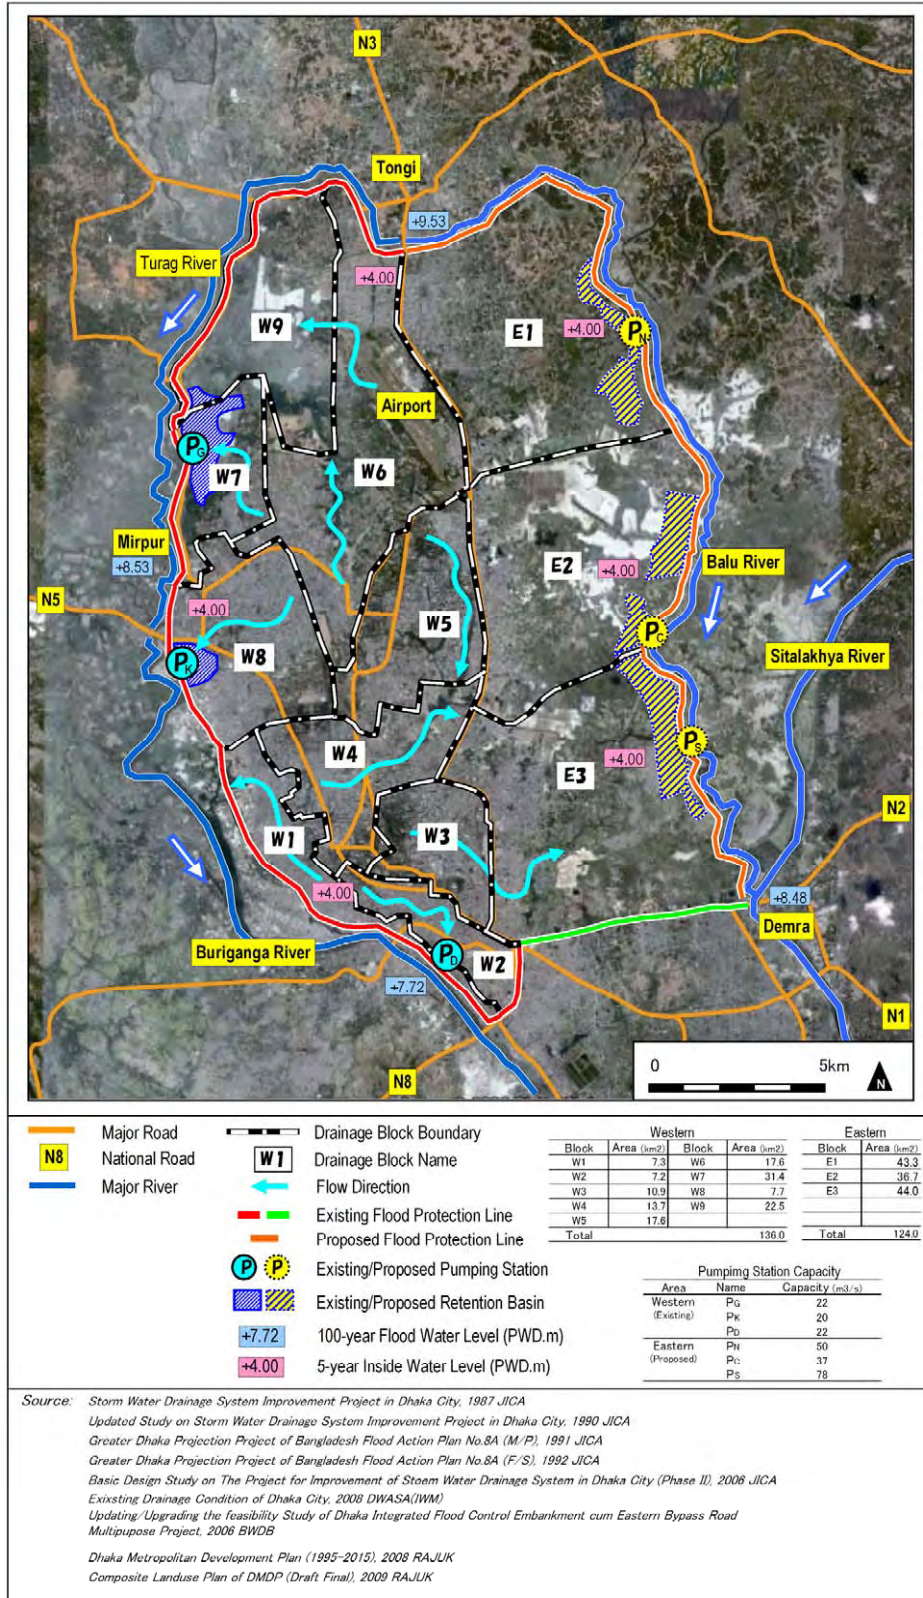 N3
Tongi
+9.53
Turag River
+4.00
W9
E1
+4.00
PN
Airport
PG
W7
W6
Mirpur
+8.53
E2
+4.00
Balu River
N5
+4.00
W5
PC
W8
PK
Sitalakhya River
PS
W4
+4.00
E3
N2
W1
W3
+4.00
+8.48
Demra
Buriganga River
PD
W2
+7.72
N1
N8
0 5km
N
Major Road
N8 National Road
Major River
Drainage Block Boundary
W1 Drainage Block Name
Flow Direction
Existing Flood Protection Line
Proposed Flood Protection Line
P P Existing/Proposed Pumping Station
Existing/Proposed Retention Basin
+7.72 100-year Flood Water Level (PWD.m)
+4.00 5-year Inside Water Level (PWD.m)
Western
Block Area (km2) Block Area (km2)
W1 7.3 W6 17.6
W2 7.2 W7 31.4
W3 10.9 W8 7.7
W4 13.7 W9 22.5
W5 17.6
Total 136.0
Eastern
Block Area (km2)
E1 43.3
E2 36.7
E3 44.0
Total 124.0
Pumpimg Station Capacity
Area Name Capacity (m3/s)
Western PG 22
(Existing) PK 20
PD 22
Eastern PN 50
(Proposed) PC 37
PS 78
Source: Storm Water Drainage System Improvement Project in Dhaka City, 1987 JICA
Updated Study on Storm Water Drainage System Improvement Project in Dhaka City, 1990 JICA
Greater Dhaka Projection Project of Bangladesh Flood Action Plan No.8A (M/P), 1991 JICA
Greater Dhaka Projection Project of Bangladesh Flood Action Plan No.8A (F/S), 1992 JICA
Basic Design Study on The Project for Improvement of Stoem Water Drainage System in Dhaka City (Phase II), 2006 JICA
Exixsting Drainage Condition of Dhaka City, 2008 DWASA(IWM)
Updating/Upgrading the feasibility Study of Dhaka Integrated Flood Control Embankment cum Eastern Bypass Road
Multipupose Project, 2006 BWDB
Dhaka Metropolitan Development Plan (1995-2015), 2008 RAJUK
Composite Landuse Plan of DMDP (Draft Final), 2009 RAJUK